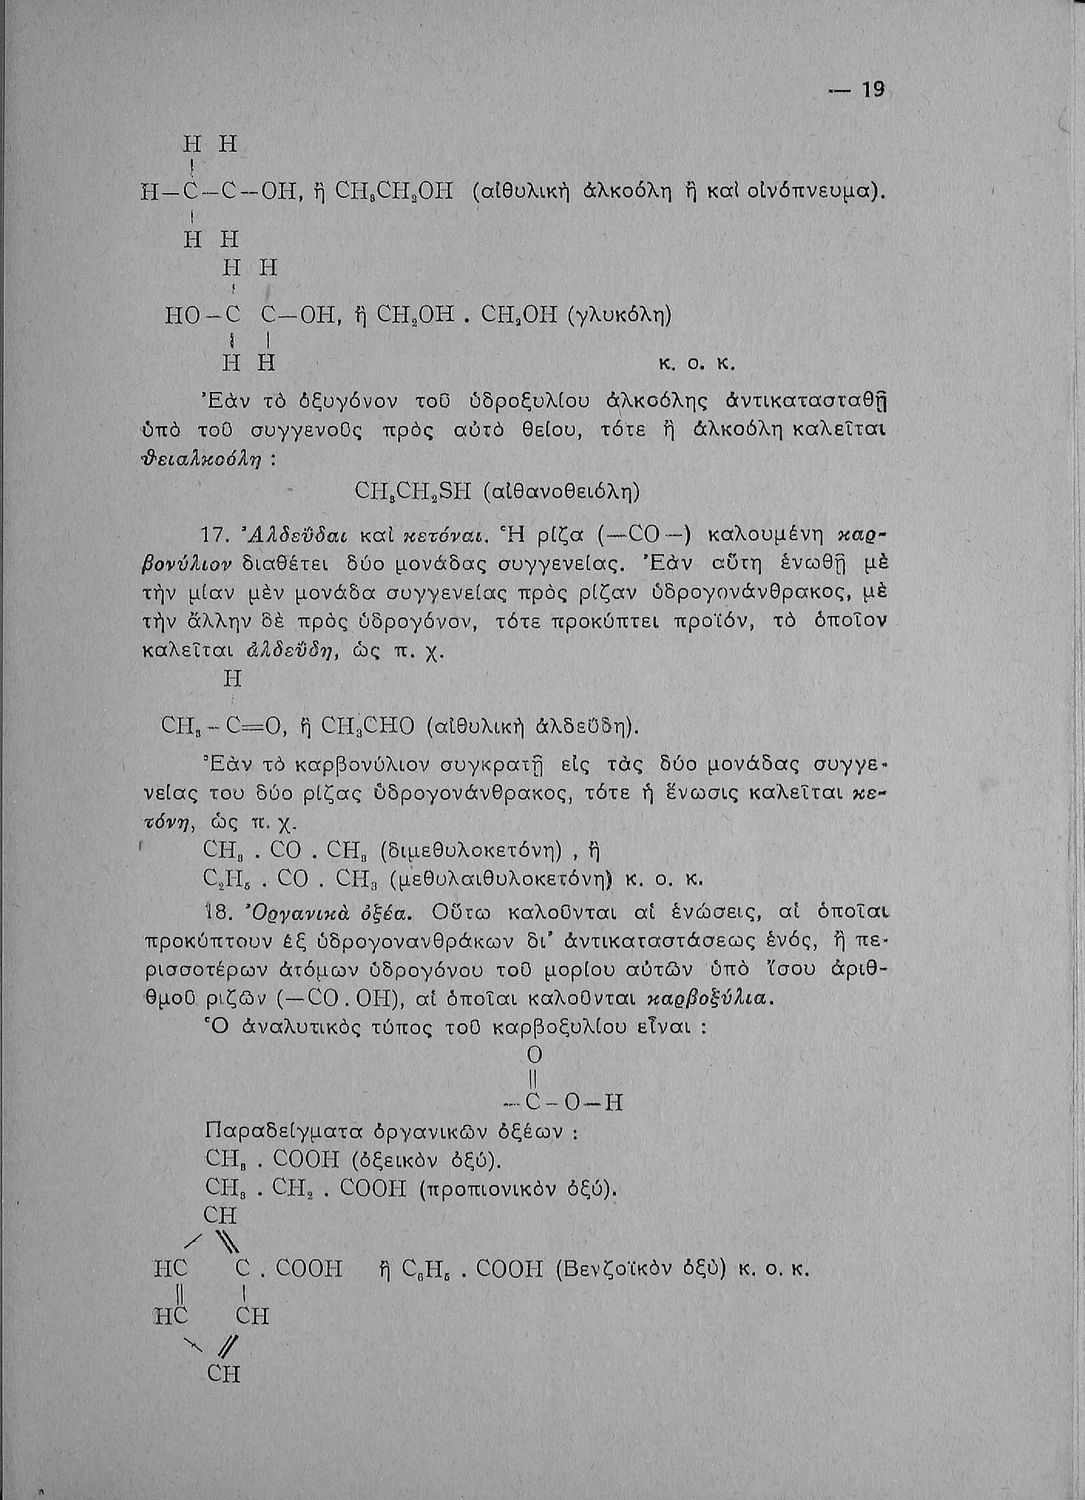 — 19
H H
H—C—C—OH, ἢ CH₃CH₂OH (αἰθυλικὴ ἀλκοόλη ἢ καὶ οἰνόπνευμα).
H H
H H
HO—C C—OH, ἢ CH₂OH . CH₂OH (γλυκόλη)
H H κ. ο. κ.
Ἐὰν τὸ ὀξυγόνον τοῦ ὑδροξυλίου ἀλκοόλης ἀντικατασταθῇ
ὑπὸ τοῦ συγγενοῦς πρὸς αὐτὸ θείου, τότε ἡ ἀλκοόλη καλεῖται
θειαλκοόλη :
CH₃CH₂SH (αἰθανοθειόλη)
17. Ἀλδεΰδαι καὶ κετόναι. Ἡ ρίζα (—CO—) καλουμένη καρ-
βονύλιον διαθέτει δύο μονάδας συγγενείας. Ἐὰν αὕτη ἑνωθῇ μὲ
τὴν μίαν μὲν μονάδα συγγενείας πρὸς ρίζαν ὑδρογονάνθρακος, μὲ
τὴν ἄλλην δὲ πρὸς ὑδρογόνον, τότε προκύπτει προϊόν, τὸ ὁποῖον
καλεῖται ἀλδεΰδη, ὡς π. χ.
H
CH₃—C=O, ἢ CH₃CHO (αἰθυλικὴ ἀλδεΰδη).
Ἐὰν τὸ καρβονύλιον συγκρατῇ εἰς τὰς δύο μονάδας συγγε-
νείας του δύο ρίζας ὑδρογονάνθρακος, τότε ἡ ἕνωσις καλεῖται κε-
τόνη, ὡς π. χ.
CH₃ . CO . CH₃ (διμεθυλοκετόνη) , ἢ
C₂H₅ . CO . CH₃ (μεθυλαιθυλοκετόνη) κ. ο. κ.
18. Ὀργανικὰ ὀξέα. Οὕτω καλοῦνται αἱ ἑνώσεις, αἱ ὁποῖαι
προκύπτουν ἐξ ὑδρογονανθράκων δι' ἀντικαταστάσεως ἑνός, ἢ πε-
ρισσοτέρων ἀτόμων ὑδρογόνου τοῦ μορίου αὐτῶν ὑπὸ ἴσου ἀριθ-
θμοῦ ριζῶν (—CO . OH), αἱ ὁποῖαι καλοῦνται καρβοξύλια.
Ὁ ἀναλυτικὸς τύπος τοῦ καρβοξυλίου εἶναι :
O
||
—C—O—H
Παραδείγματα ὀργανικῶν ὀξέων :
CH₃ . COOH (ὀξεικὸν ὀξύ).
CH₃ . CH₂ . COOH (προπιονικὸν ὀξύ).
CH
HC C . COOH ἢ C₆H₅ . COOH (Βενζοϊκὸν ὀξὺ) κ. ο. κ.
HC CH
CH